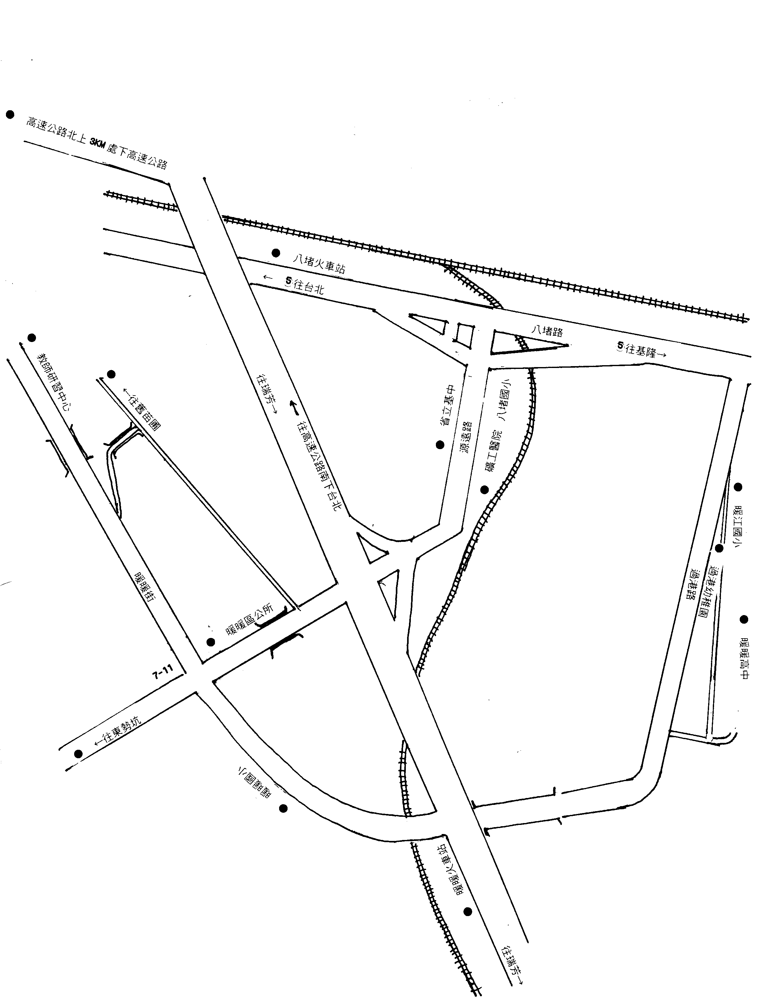 高速公路北上 3KM 處下高速公路
八堵火車站
← 5 往台北
八堵路
5 往基隆→
教師研習中心
←往舊苗圃
往瑞芳→
← 往高速公路南下台北
省立基中
源遠路
八堵國小
礦工醫院
暖江國小
過港路
過港幼稚園
暖暖高中
暖暖街
暖暖區公所
7-11
←往東勢坑
暖暖國小
暖暖火車站
往瑞芳→